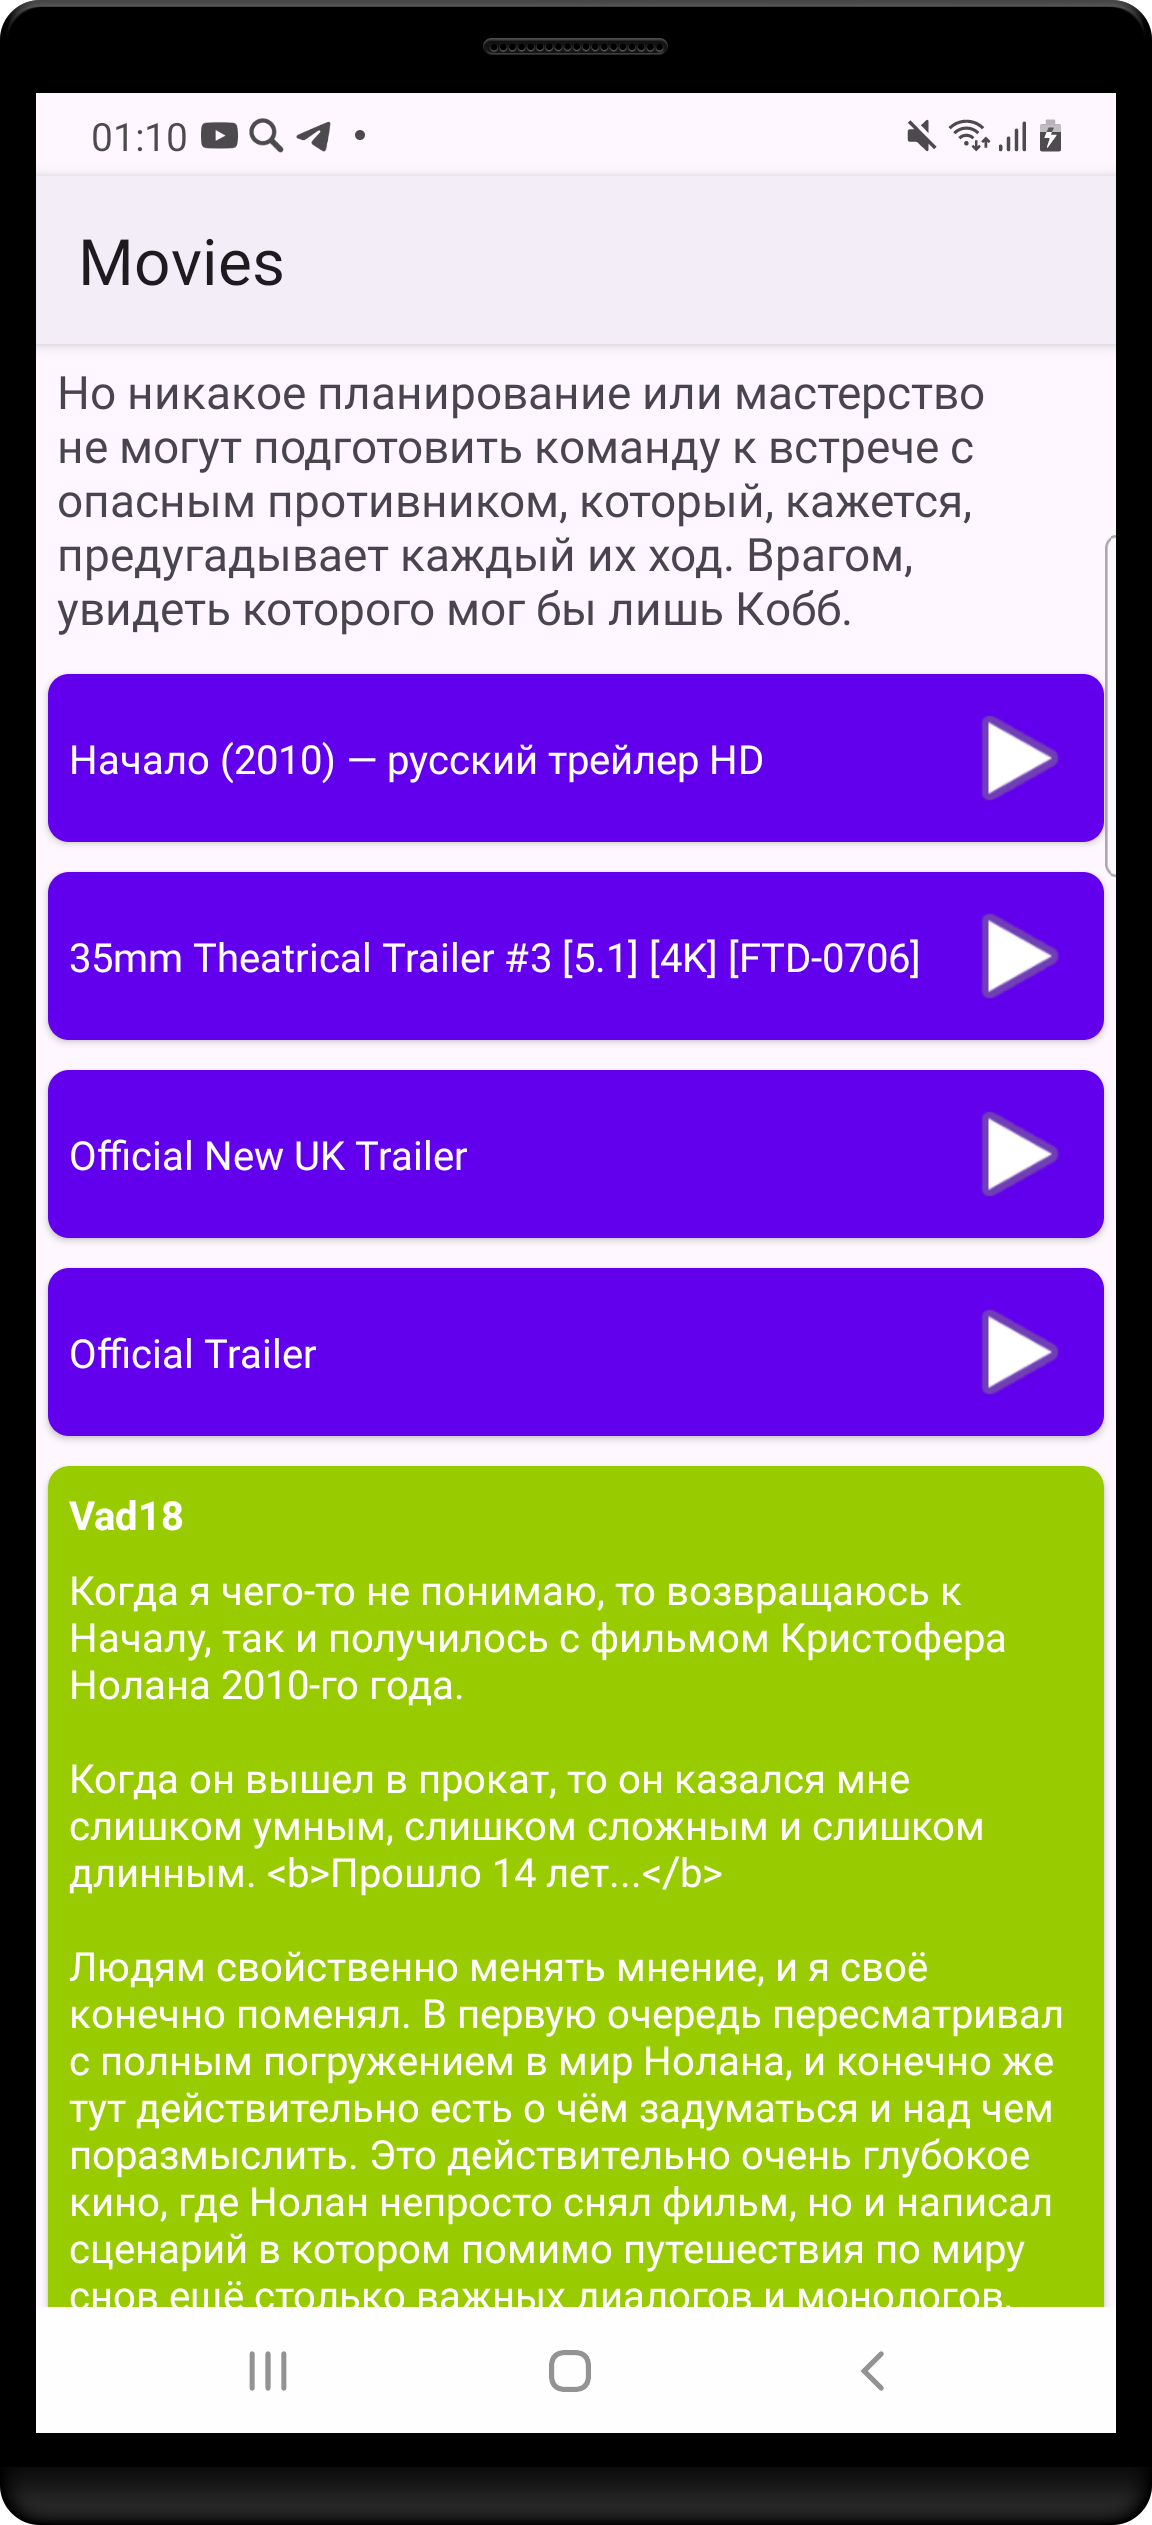 01:10
Movies
Но никакое планирование или мастерство
не могут подготовить команду к встрече с
опасным противником, который, кажется,
предугадывает каждый их ход. Врагом,
увидеть которого мог бы лишь Кобб.
Начало (2010) — русский трейлер HD
35mm Theatrical Trailer #3 [5.1] [4K] [FTD-0706]
Official New UK Trailer
Official Trailer
Vad18
Когда я чего-то не понимаю, то возвращаюсь к
Началу, так и получилось с фильмом Кристофера
Нолана 2010-го года.
Когда он вышел в прокат, то он казался мне
слишком умным, слишком сложным и слишком
длинным. <b>Прошло 14 лет...</b>
Людям свойственно менять мнение, и я своё
конечно поменял. В первую очередь пересматривал
с полным погружением в мир Нолана, и конечно же
тут действительно есть о чём задуматься и над чем
поразмыслить. Это действительно очень глубокое
кино, где Нолан непросто снял фильм, но и написал
сценарий в котором помимо путешествия по миру
снов ещё столько важных диалогов и монологов.